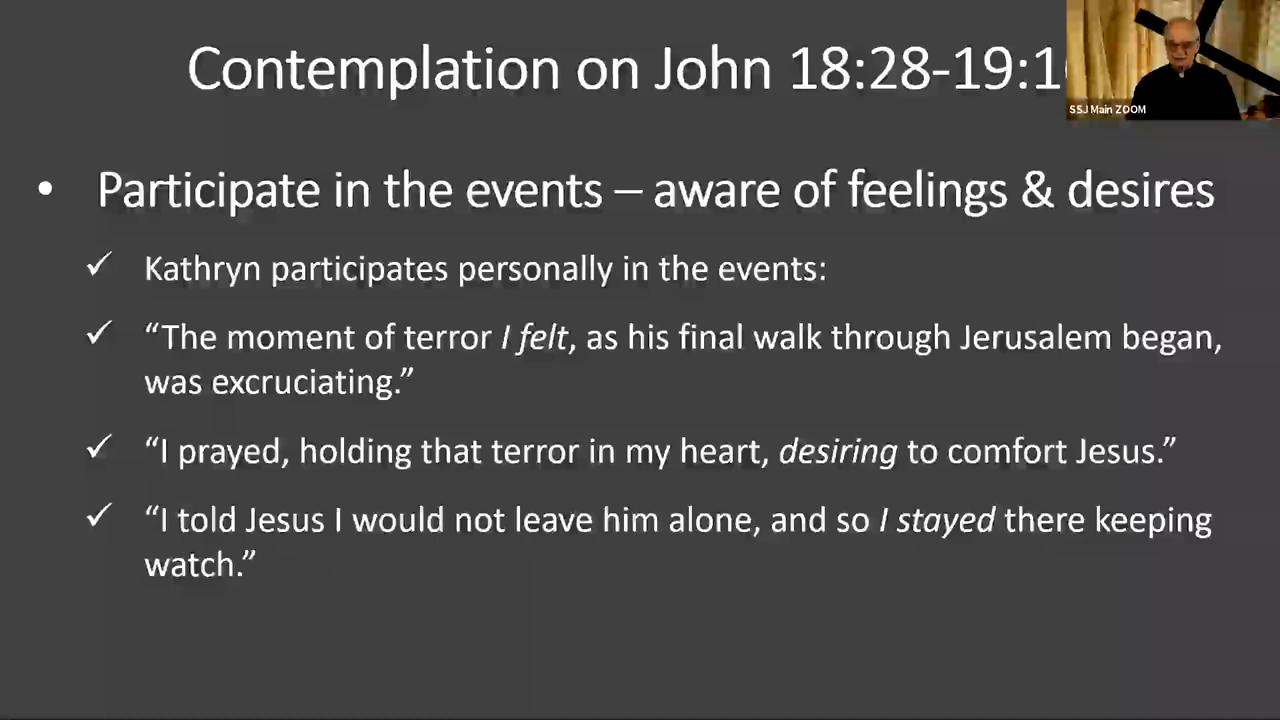 Contemplation on John 18:28-19:1
SSJ Main ZOOM
• Participate in the events – aware of feelings & desires
✓ Kathryn participates personally in the events:
✓ “The moment of terror I felt, as his final walk through Jerusalem began,
was excruciating.”
✓ “I prayed, holding that terror in my heart, desiring to comfort Jesus.”
✓ “I told Jesus I would not leave him alone, and so I stayed there keeping
watch.”